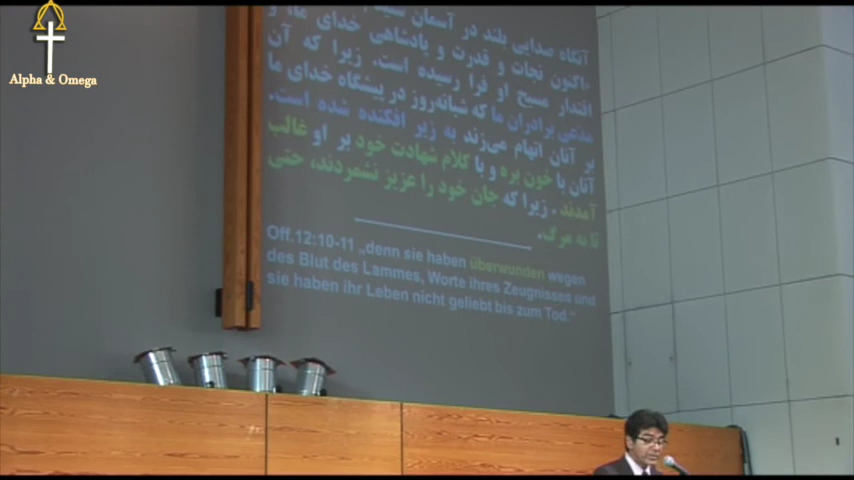 Alpha & Omega
آنگاه صدایی بلند در آسمان
«اکنون نجات و قدرت و پادشاهی خدای ما، و
اقتدار مسیح او فرا رسیده است. زیرا که آن
مدعی برادران ما که شبانه‌روز در پیشگاه خدای ما
بر آنان اتهام می‌زند به زیر افکنده شده است.
آنان با خون بره و با کلام شهادت خود بر او غالب
آمدند. زیرا که جان خود را عزیز نشمردند، حتی
تا به مرگ.
Off.12:10-11 „denn sie haben überwunden wegen
des Blut des Lammes, Worte ihres Zeugnisses und
sie haben ihr Leben nicht geliebt bis zum Tod.“